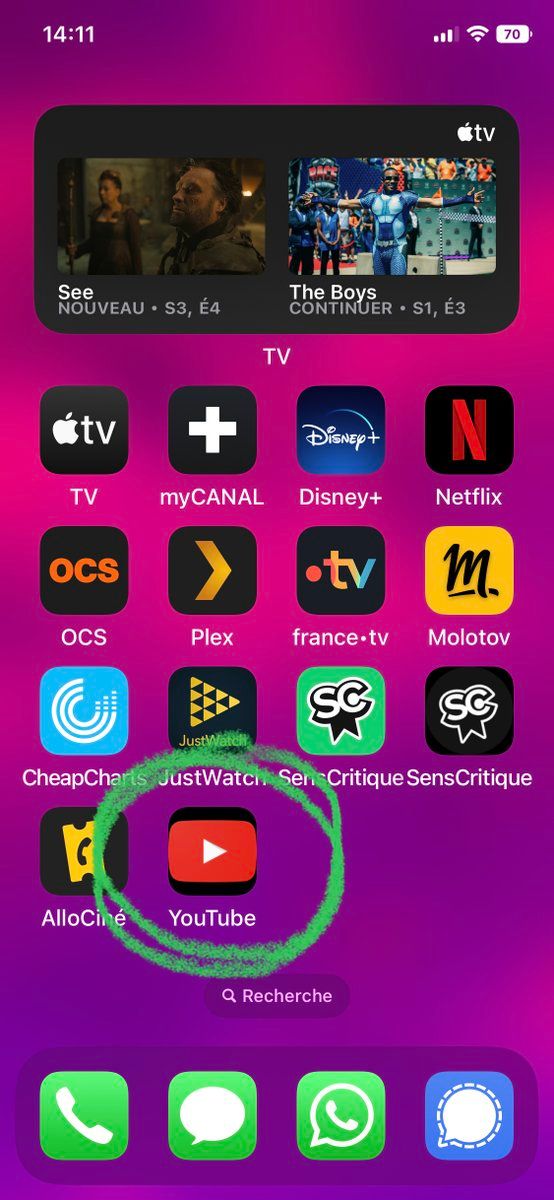 14:11
70
tv
See
NOUVEAU • S3, É4
The Boys
CONTINUER • S1, É3
TV
tv
Disney+
N
TV
myCANAL
Disney+
Netflix
OCS
tv
m.
OCS
Plex
france•tv
Molotov
JustWatch
SC
SC
CheapCharts
JustWatch
SensCritique
SensCritique
AlloCiné
YouTube
Recherche